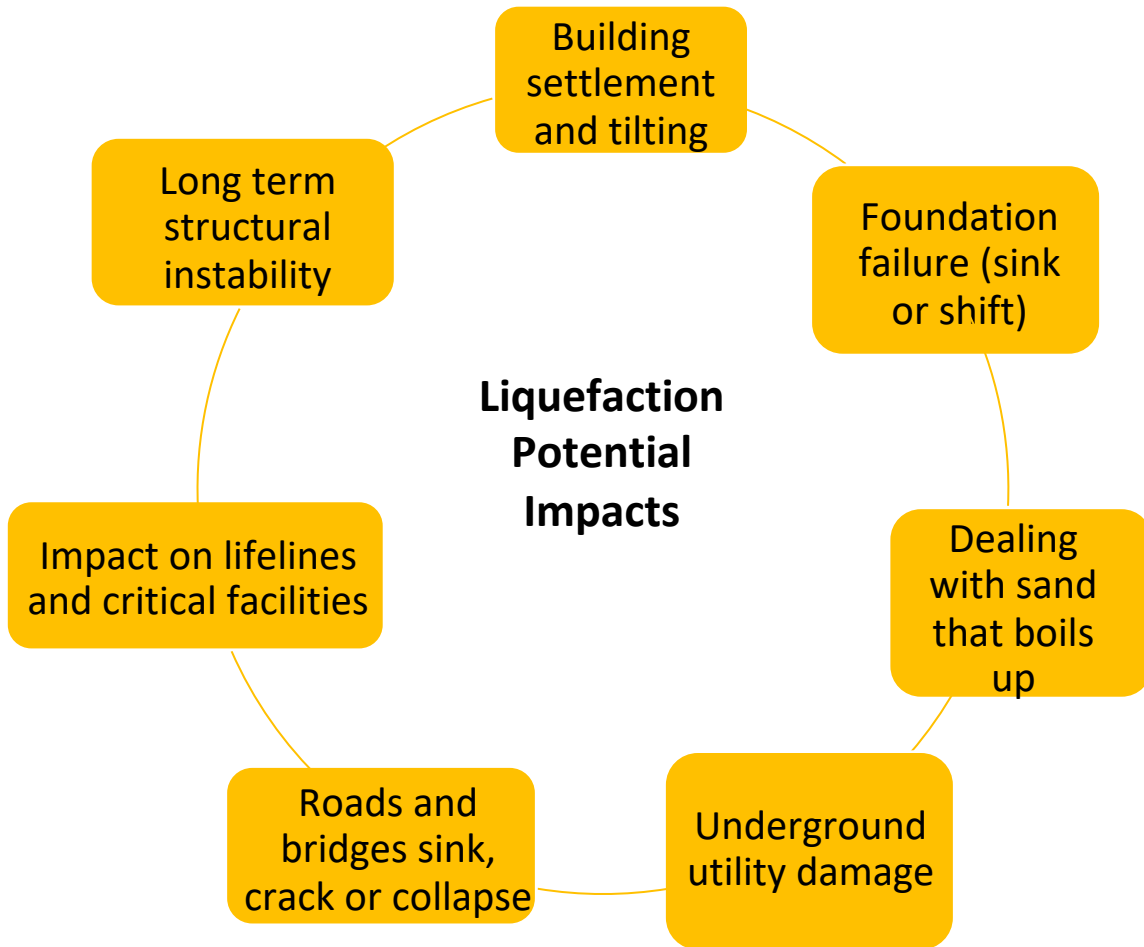 Building
settlement
and tilting
Foundation
failure (sink
or shift)
Dealing
with sand
that boils
up
Underground
utility damage
Roads and
bridges sink,
crack or collapse
Impact on lifelines
and critical facilities
Long term
structural
instability
Liquefaction
Potential
Impacts